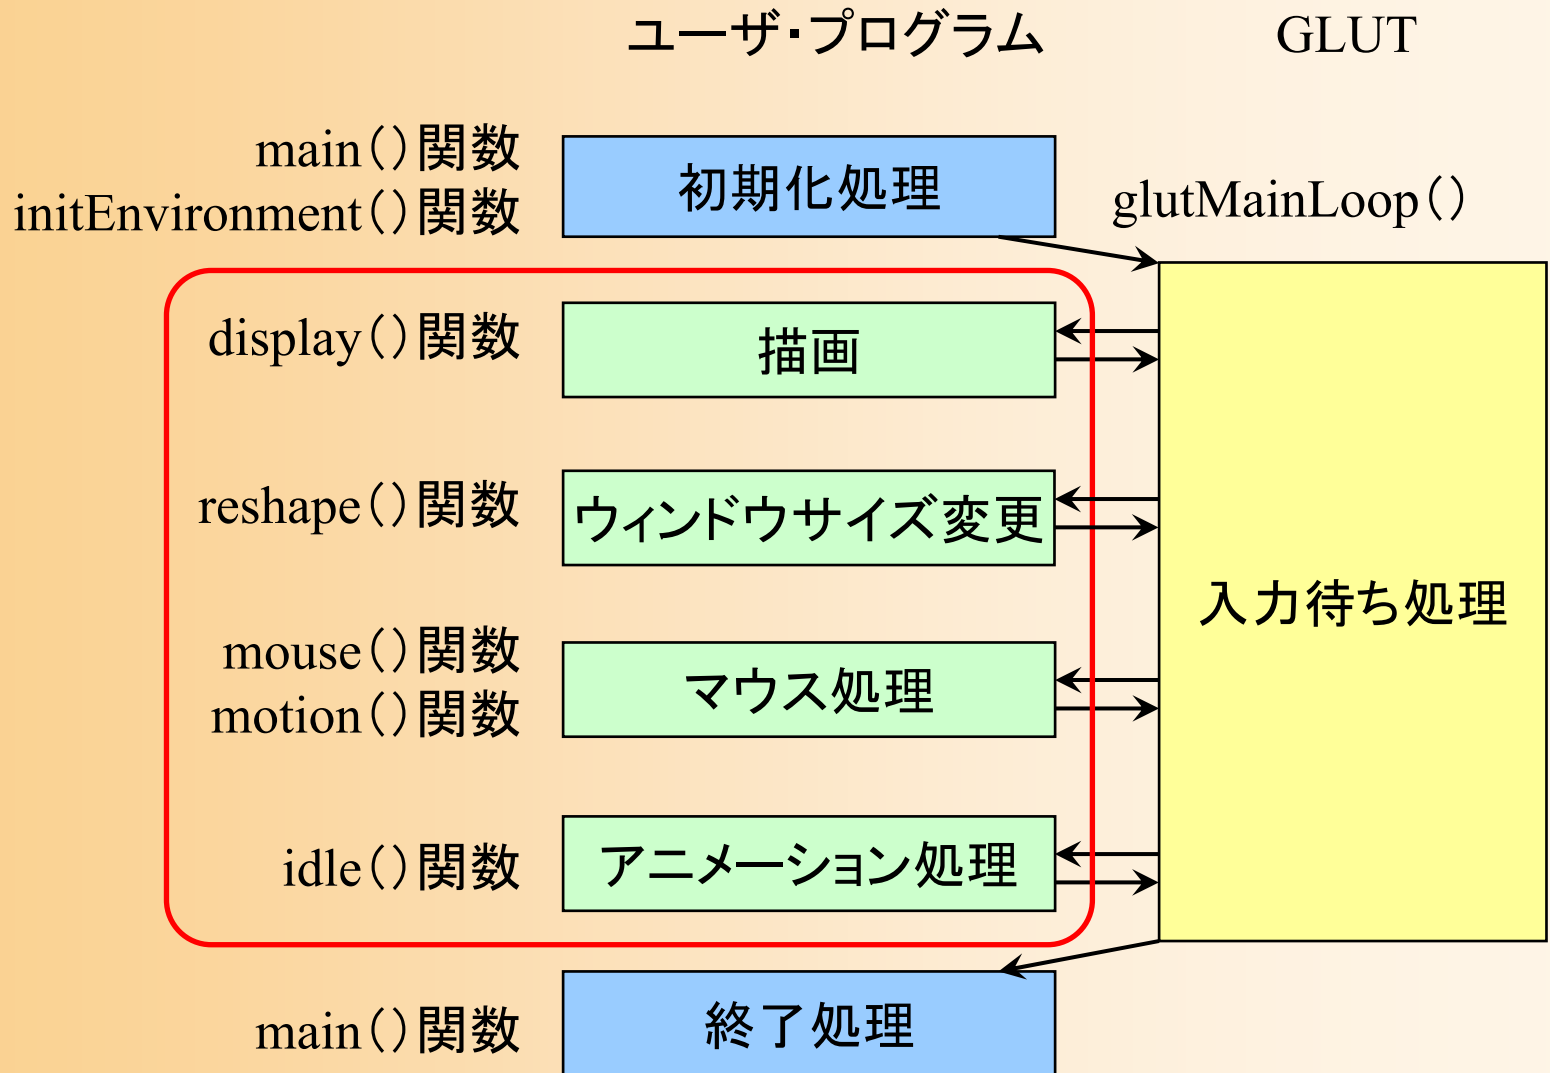 ユーザ・プログラム
GLUT
main()関数
initEnvironment()関数
初期化処理
glutMainLoop()
display()関数
描画
reshape()関数
ウィンドウサイズ変更
入力待ち処理
mouse()関数
motion()関数
マウス処理
idle()関数
アニメーション処理
main()関数
終了処理